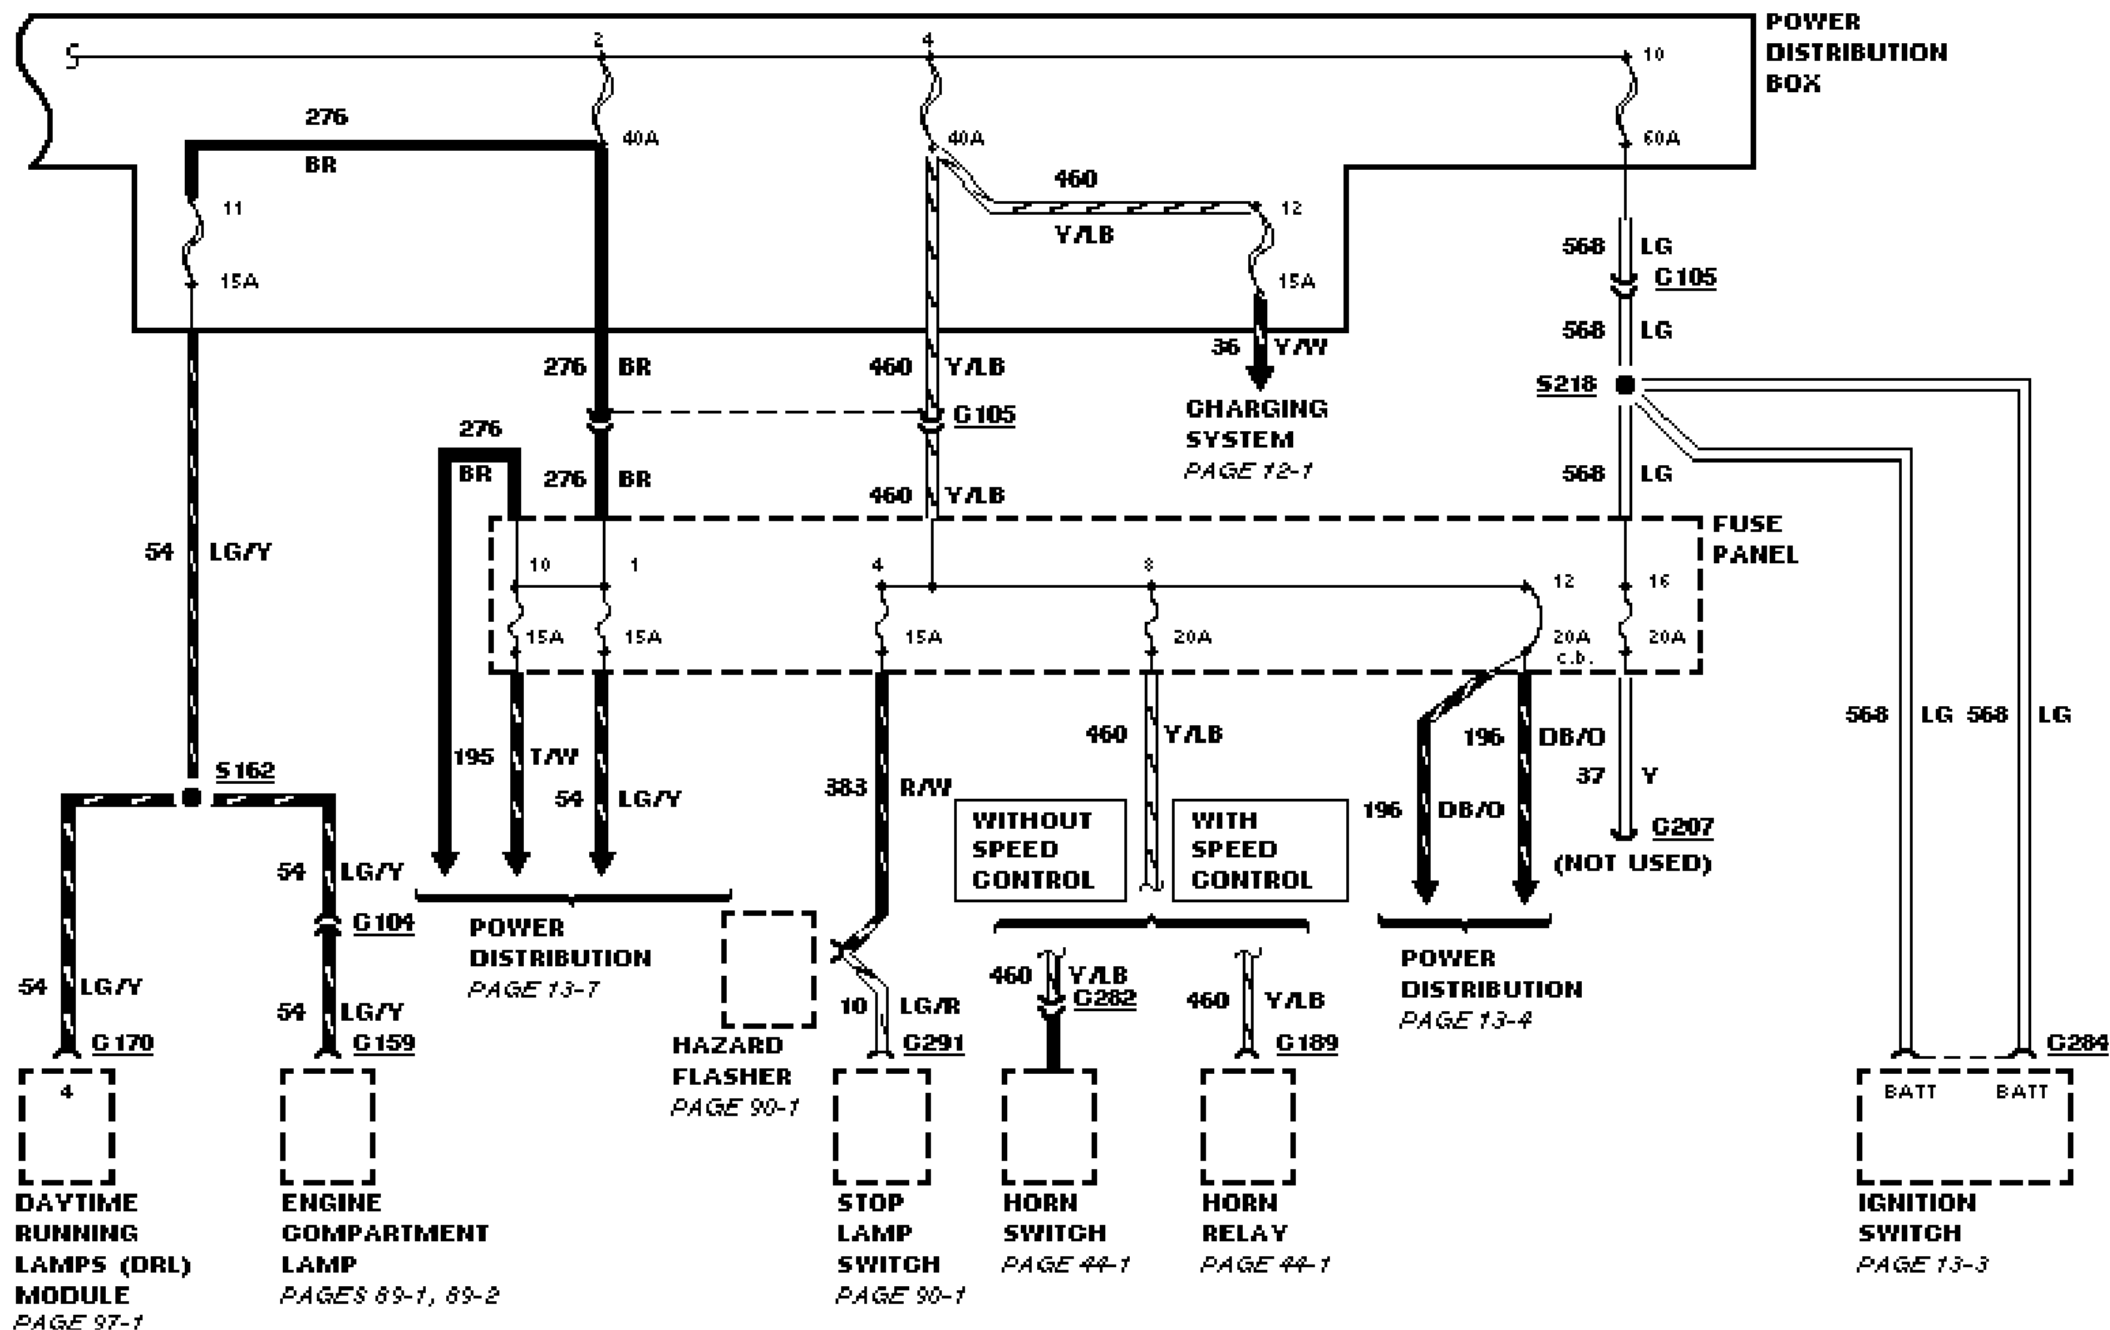 POWER
DISTRIBUTION
BOX
2
4
10
276
BR
40A
40A
60A
11
15A
460
Y/LB
12
15A
568 LG
C105
36 Y/W
568 LG
276 BR
460 Y/LB
S218
C105
CHARGING
SYSTEM
PAGE 12-1
276
BR
276 BR
460 Y/LB
568 LG
FUSE
PANEL
54 LG/Y
10
1
4
8
12
16
15A
15A
15A
20A
20A
c.b.
20A
568 LG
568 LG
195 T/W
54 LG/Y
383 R/W
460 Y/LB
196 DB/O
196 DB/O
37 Y
C207
(NOT USED)
S162
WITHOUT
SPEED
CONTROL
WITH
SPEED
CONTROL
54 LG/Y
C104
POWER
DISTRIBUTION
PAGE 13-7
POWER
DISTRIBUTION
PAGE 13-4
54 LG/Y
54 LG/Y
C170
C159
HAZARD
FLASHER
PAGE 90-1
10 LG/R
C291
460 Y/LB
C282
460 Y/LB
C189
C284
4
BATT
BATT
DAYTIME
RUNNING
LAMPS (DRL)
MODULE
PAGE 97-1
ENGINE
COMPARTMENT
LAMP
PAGES 89-1, 89-2
STOP
LAMP
SWITCH
PAGE 90-1
HORN
SWITCH
PAGE 44-1
HORN
RELAY
PAGE 44-1
IGNITION
SWITCH
PAGE 13-3